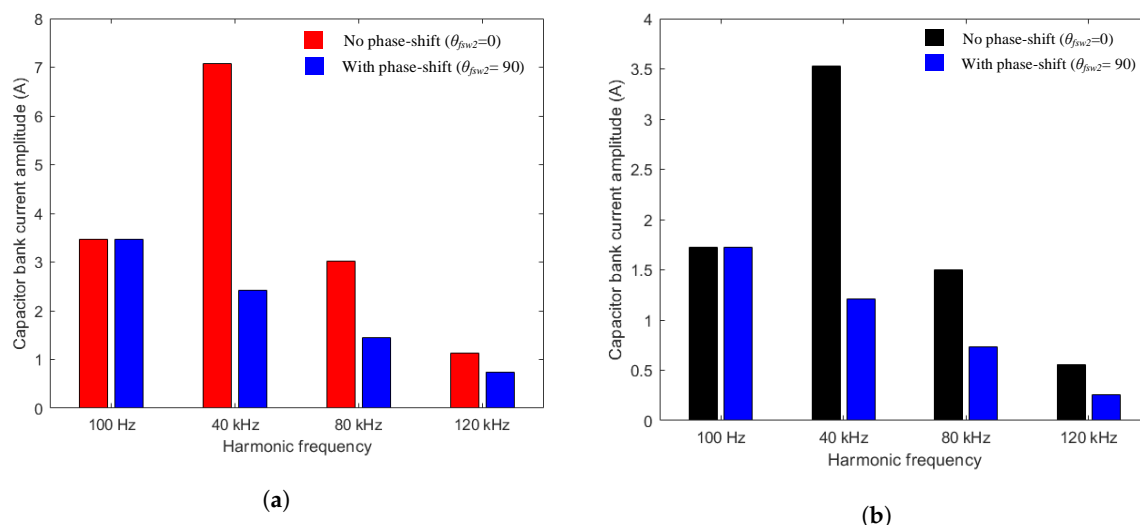 8
7
6
5
4
3
2
1
0
Capacitor bank current amplitude (A)
No phase-shift (θfsw2=0)
With phase-shift (θfsw2= 90)
100 Hz
40 kHz
80 kHz
120 kHz
Harmonic frequency
(a)
4
3.5
3
2.5
2
1.5
1
0.5
0
Capacitor bank current amplitude (A)
No phase-shift (θfsw2=0)
With phase-shift (θfsw2= 90)
100 Hz
40 kHz
80 kHz
120 kHz
Harmonic frequency
(b)